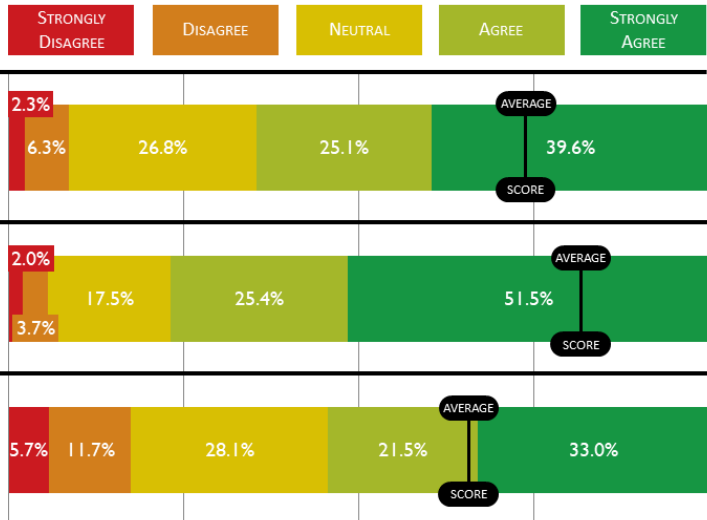 STRONGLY
DISAGREE
DISAGREE
NEUTRAL
AGREE
STRONGLY
AGREE
2.3%
AVERAGE
6.3%
26.8%
25.1%
39.6%
SCORE
2.0%
AVERAGE
17.5%
25.4%
51.5%
3.7%
SCORE
AVERAGE
5.7%
11.7%
28.1%
21.5%
33.0%
SCORE